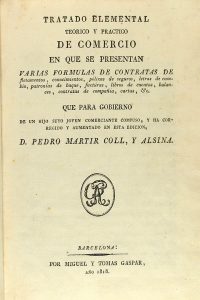 TRATADO ELEMENTAL
TEORICO Y PRACTICO
DE COMERCIO
EN QUE SE PRESENTAN
VARIAS FORMULAS DE CONTRATAS DE
fletamentos, conocimientos, pólizas de seguros, letras de cam-
bio, patronias de buque, facturas, libros de cuentas, balan-
ces, contratas de compañia, cartas, &c.
QUE PARA GOBIERNO
DE UN HIJO SUYO JOVEN COMERCIANTE COMPUSO, Y HA COR-
REGIDO Y AUMENTADO EN ESTA EDICION,
D. PEDRO MARTIR COLL, Y ALSINA.
BARCELONA:
POR MIGUEL Y TOMAS GASPAR,
año 1818.